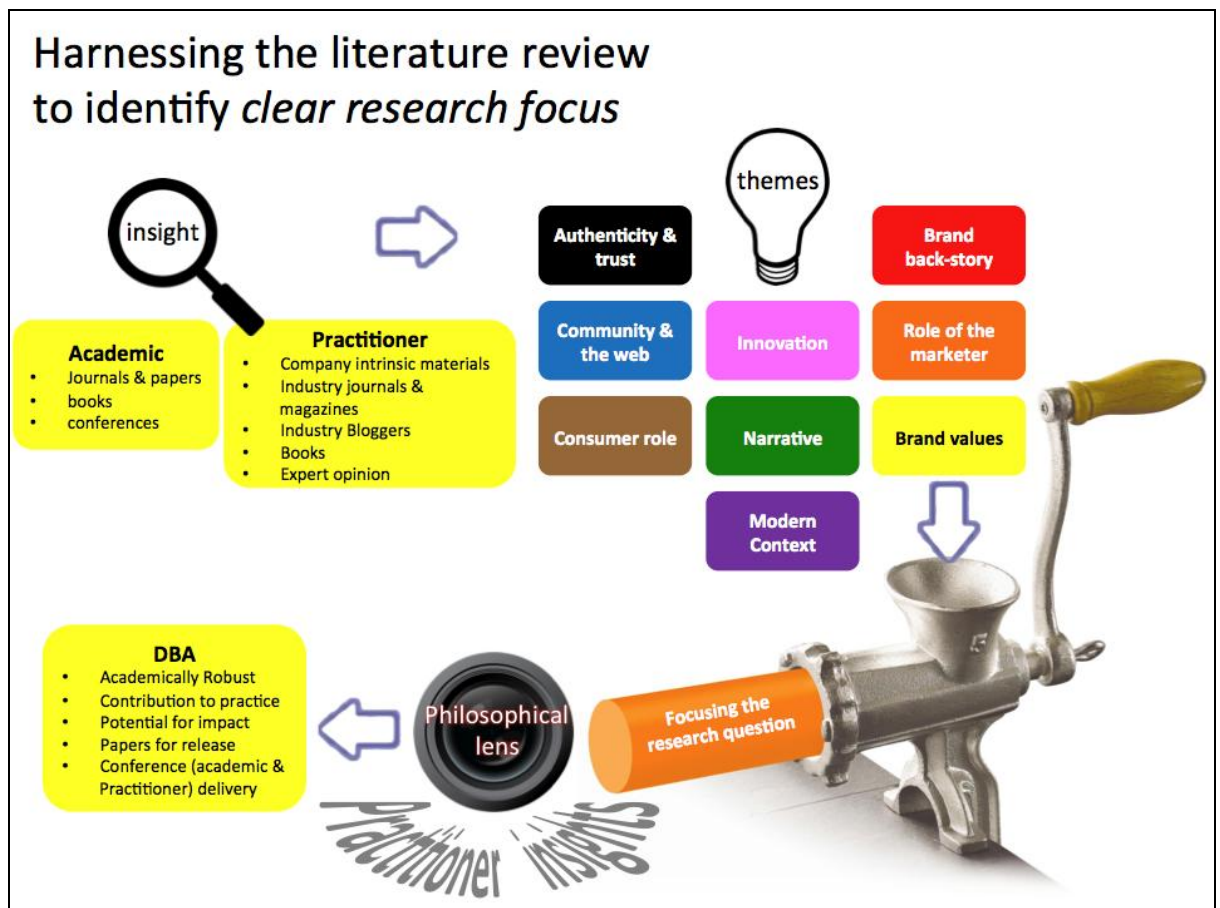 Harnessing the literature review
to identify clear research focus
insight
themes
Authenticity &
trust
Brand
back-story
Community &
the web
Innovation
Role of the
marketer
Consumer role
Narrative
Brand values
Modern
Context
Academic
• Journals & papers
• books
• conferences
Practitioner
• Company intrinsic materials
• Industry journals &
magazines
• Industry Bloggers
• Books
• Expert opinion
Focusing the
research question
Philosophical
lens
Practitioner insights
DBA
• Academically Robust
• Contribution to practice
• Potential for impact
• Papers for release
• Conference (academic &
Practitioner) delivery